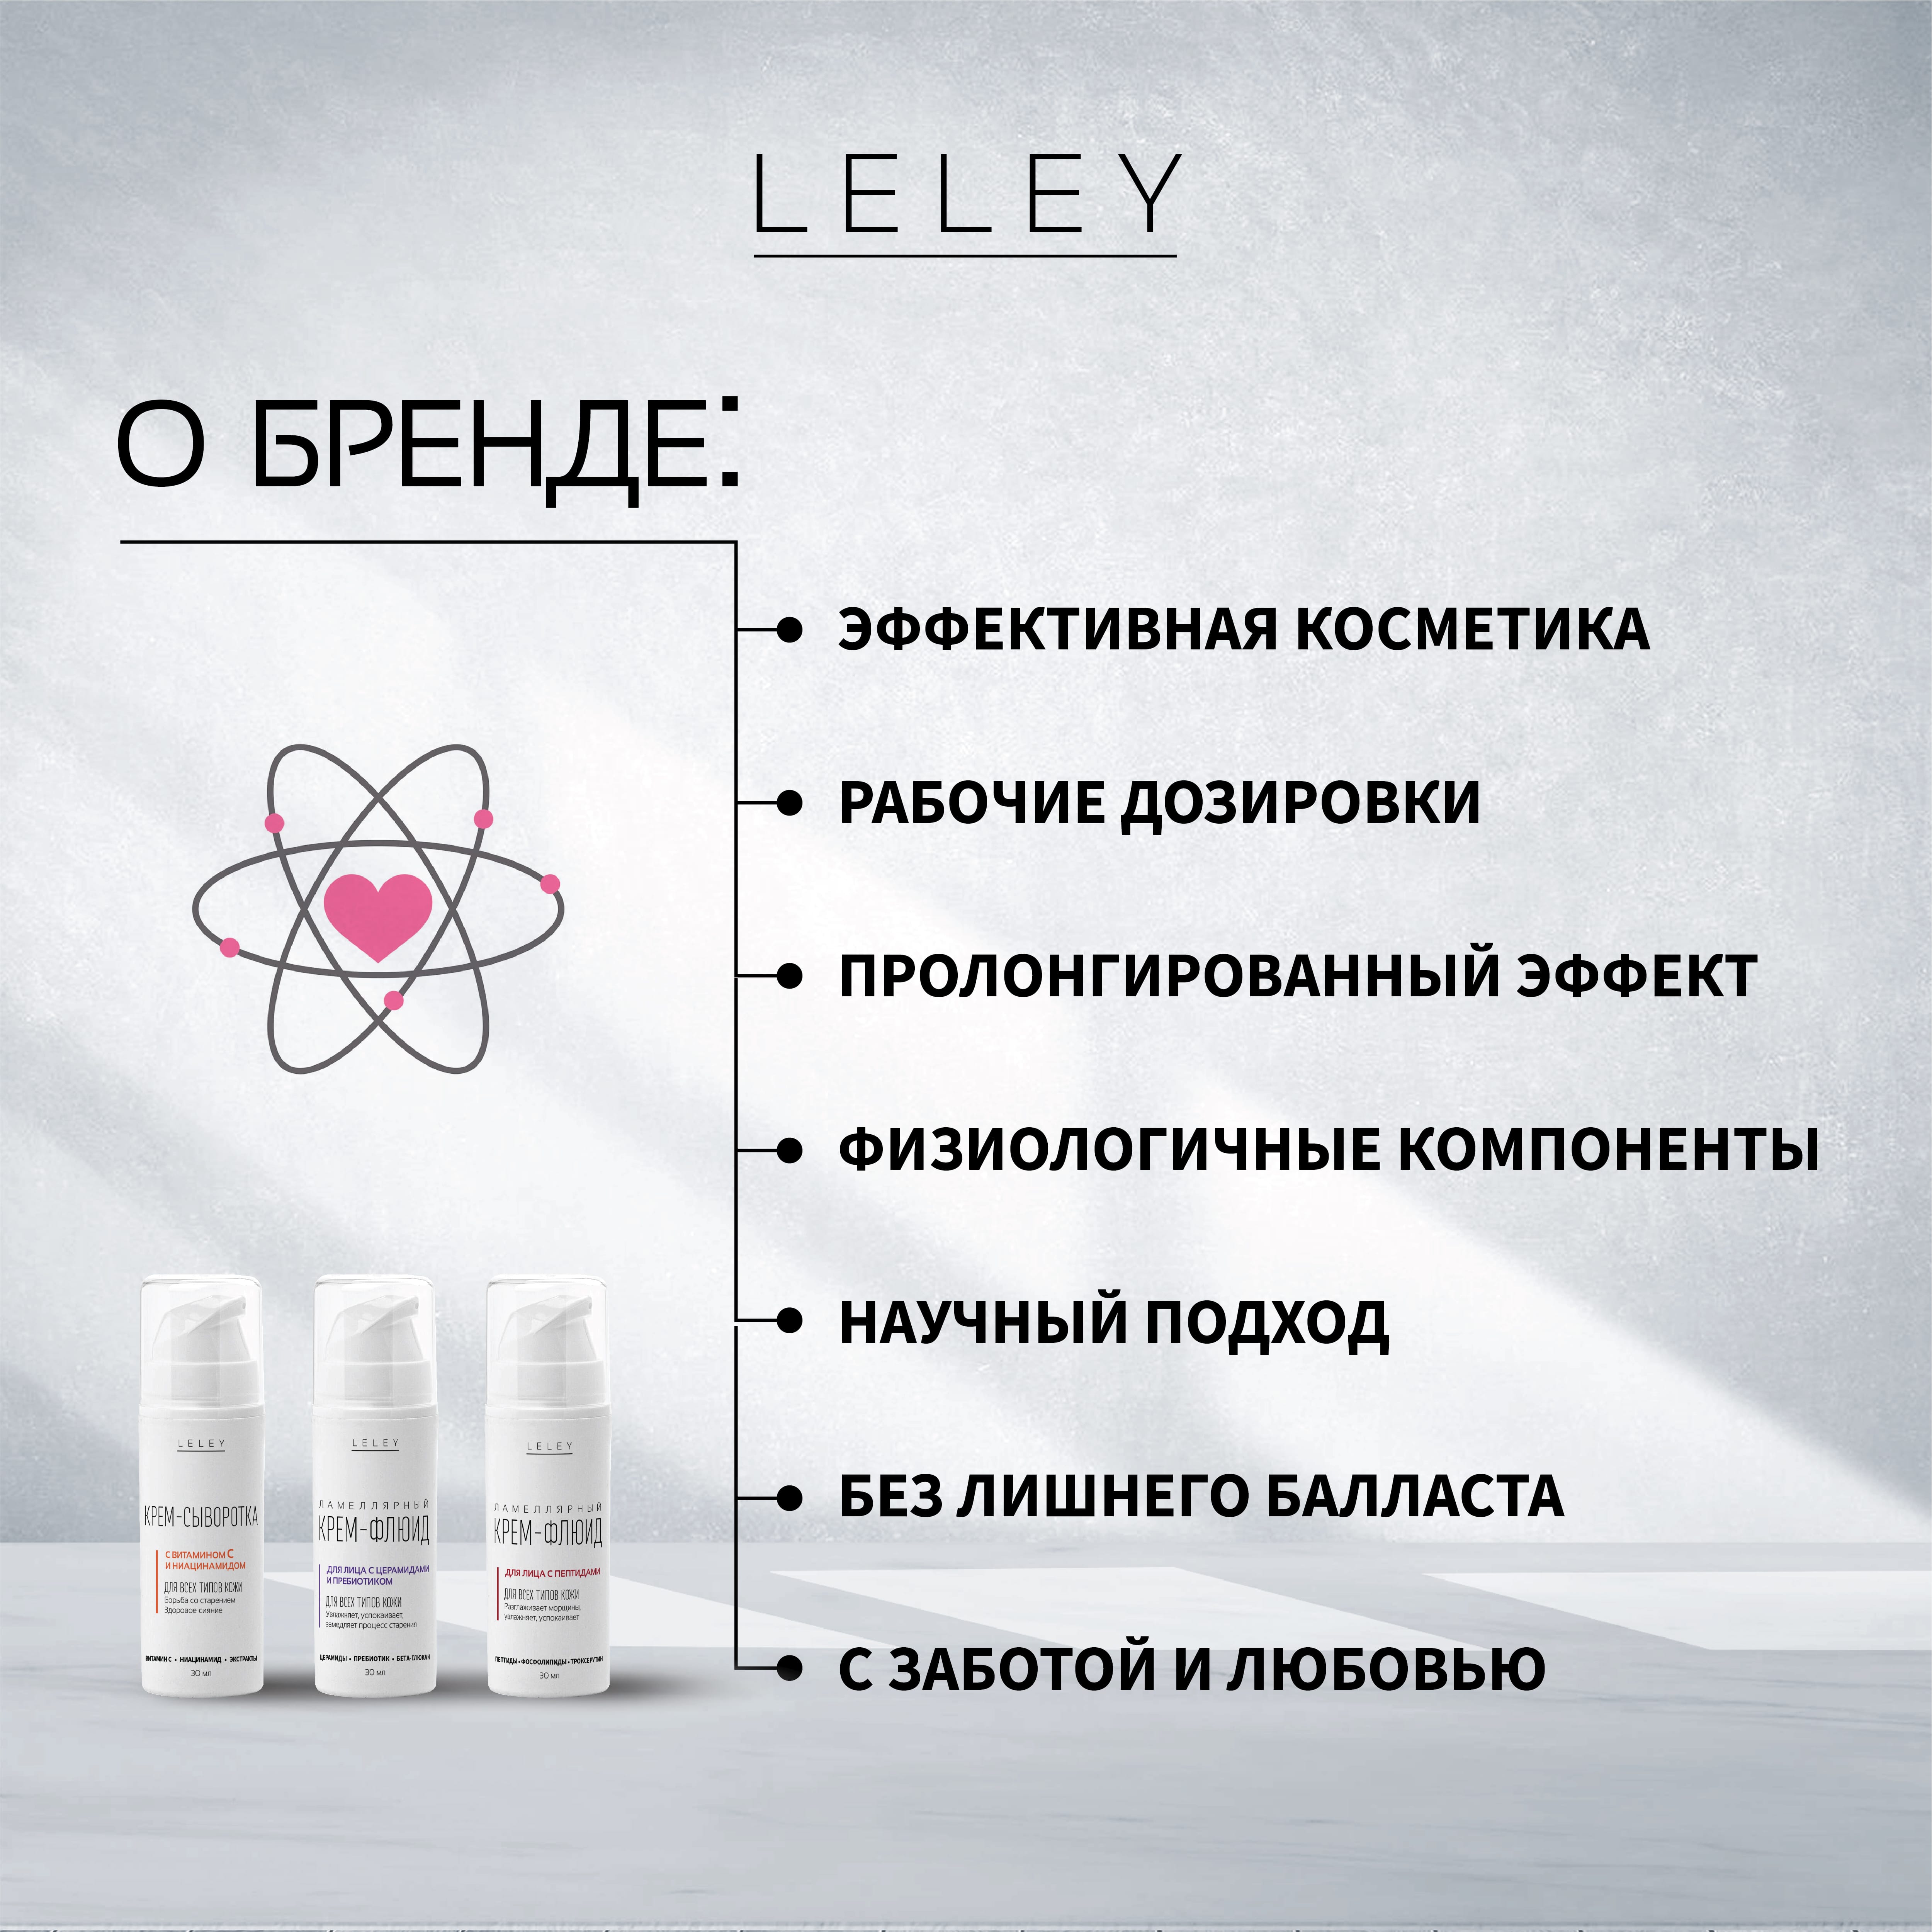 LELEY
О БРЕНДЕ:
ЭФФЕКТИВНАЯ КОСМЕТИКА
РАБОЧИЕ ДОЗИРОВКИ
ПРОЛОНГИРОВАННЫЙ ЭФФЕКТ
ФИЗИОЛОГИЧНЫЕ КОМПОНЕНТЫ
НАУЧНЫЙ ПОДХОД
БЕЗ ЛИШНЕГО БАЛЛАСТА
С ЗАБОТОЙ И ЛЮБОВЬЮ
LELEY
КРЕМ-СЫВОРОТКА
С ВИТАМИНОМ С
И НИАЦИНАМИДОМ
ДЛЯ ВСЕХ ТИПОВ КОЖИ
Борьба со старением
Здоровое сияние
ВИТАМИН С • НИАЦИНАМИД • ЭКСТРАКТЫ
30 мл
LELEY
ЛАМЕЛЛЯРНЫЙ
КРЕМ-ФЛЮИД
ДЛЯ ЛИЦА С ЦЕРАМИДАМИ
И ПРЕБИОТИКОМ
ДЛЯ ВСЕХ ТИПОВ КОЖИ
Увлажняет, успокаивает,
замедляет процесс старения
ЦЕРАМИДЫ • ПРЕБИОТИК • БЕТА-ГЛЮКАН
30 мл
LELEY
ЛАМЕЛЛЯРНЫЙ
КРЕМ-ФЛЮИД
ДЛЯ ЛИЦА С ПЕПТИДАМИ
ДЛЯ ВСЕХ ТИПОВ КОЖИ
Разглаживает морщины,
увлажняет, успокаивает
ПЕПТИДЫ • ФОСФОЛИПИДЫ • ТРОКСЕРУТИН
30 мл